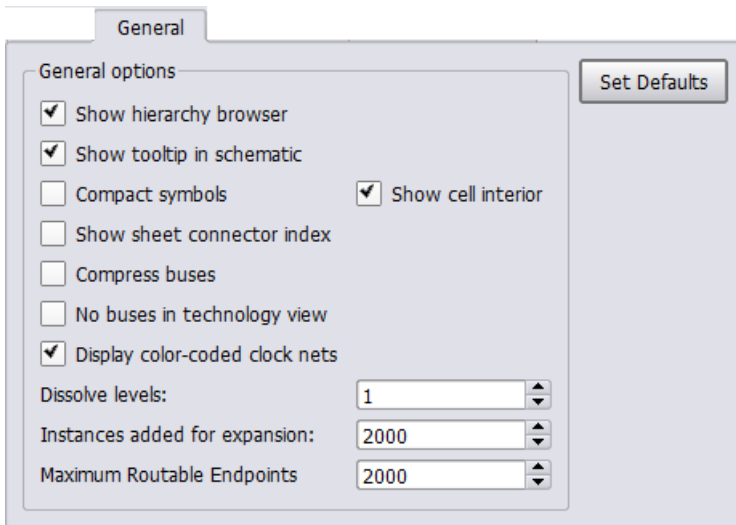 General
General options
Set Defaults
Show hierarchy browser
Show tooltip in schematic
Compact symbols Show cell interior
Show sheet connector index
Compress buses
No buses in technology view
Display color-coded clock nets
Dissolve levels: 1
Instances added for expansion: 2000
Maximum Routable Endpoints 2000